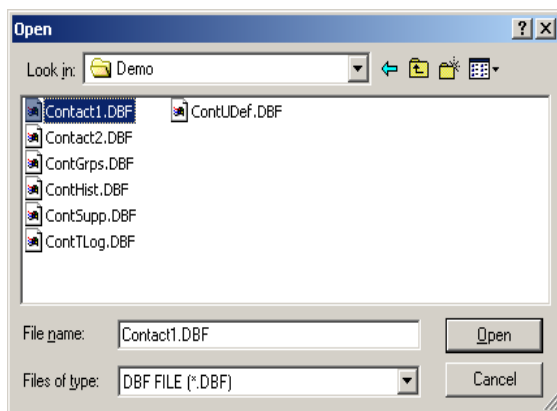 Open
Look in: Demo
Contact1.DBF ContUDef.DBF
Contact2.DBF
ContGrps.DBF
ContHist.DBF
ContSupp.DBF
ContTLog.DBF
File name: Contact1.DBF Open
Files of type: DBF FILE (*.DBF) Cancel